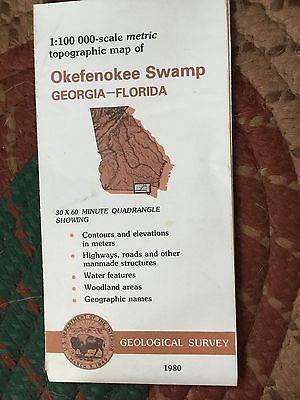 1:100 000-scale metric
topographic map of
Okefenokee Swamp
GEORGIA—FLORIDA
30 X 60 MINUTE QUADRANGLE
SHOWING
• Contours and elevations
in meters
• Highways, roads and other
manmade structures
• Water features
• Woodland areas
• Geographic names
GEOLOGICAL SURVEY
1980